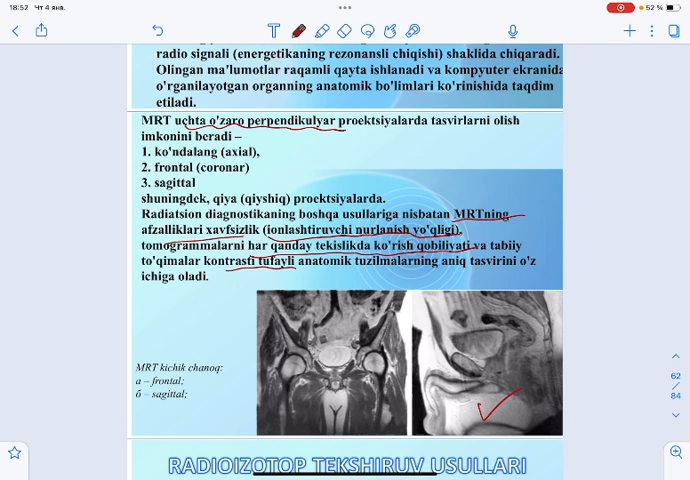 18:52 Чт 4 янв.
52 %
radio signali (energetikaning rezonansli chiqishi) shaklida chiqaradi.
Olingan ma'lumotlar raqamli qayta ishlanadi va kompyuter ekranida
o'rganilayotgan organning anatomik bo'limlari ko'rinishida taqdim
etiladi.
MRT uchta o'zaro perpendikulyar proektsiyalarda tasvirlarni olish
imkonini beradi –
1. ko'ndalang (axial),
2. frontal (coronar)
3. sagittal
shuningdek, qiya (qiyshiq) proektsiyalarda.
Radiatsion diagnostikaning boshqa usullariga nisbatan MRTning
afzalliklari xavfsizlik (ionlashtiruvchi nurlanish yo'qligi),
tomogrammalarni har qanday tekislikda ko'rish qobiliyati va tabiiy
to'qimalar kontrasti tufayli anatomik tuzilmalarning aniq tasvirini o'z
ichiga oladi.
MRT kichik chanoq:
a – frontal;
б – sagittal;
62
/
84
RADIOIZOTOP TEKSHIRUV USULLARI